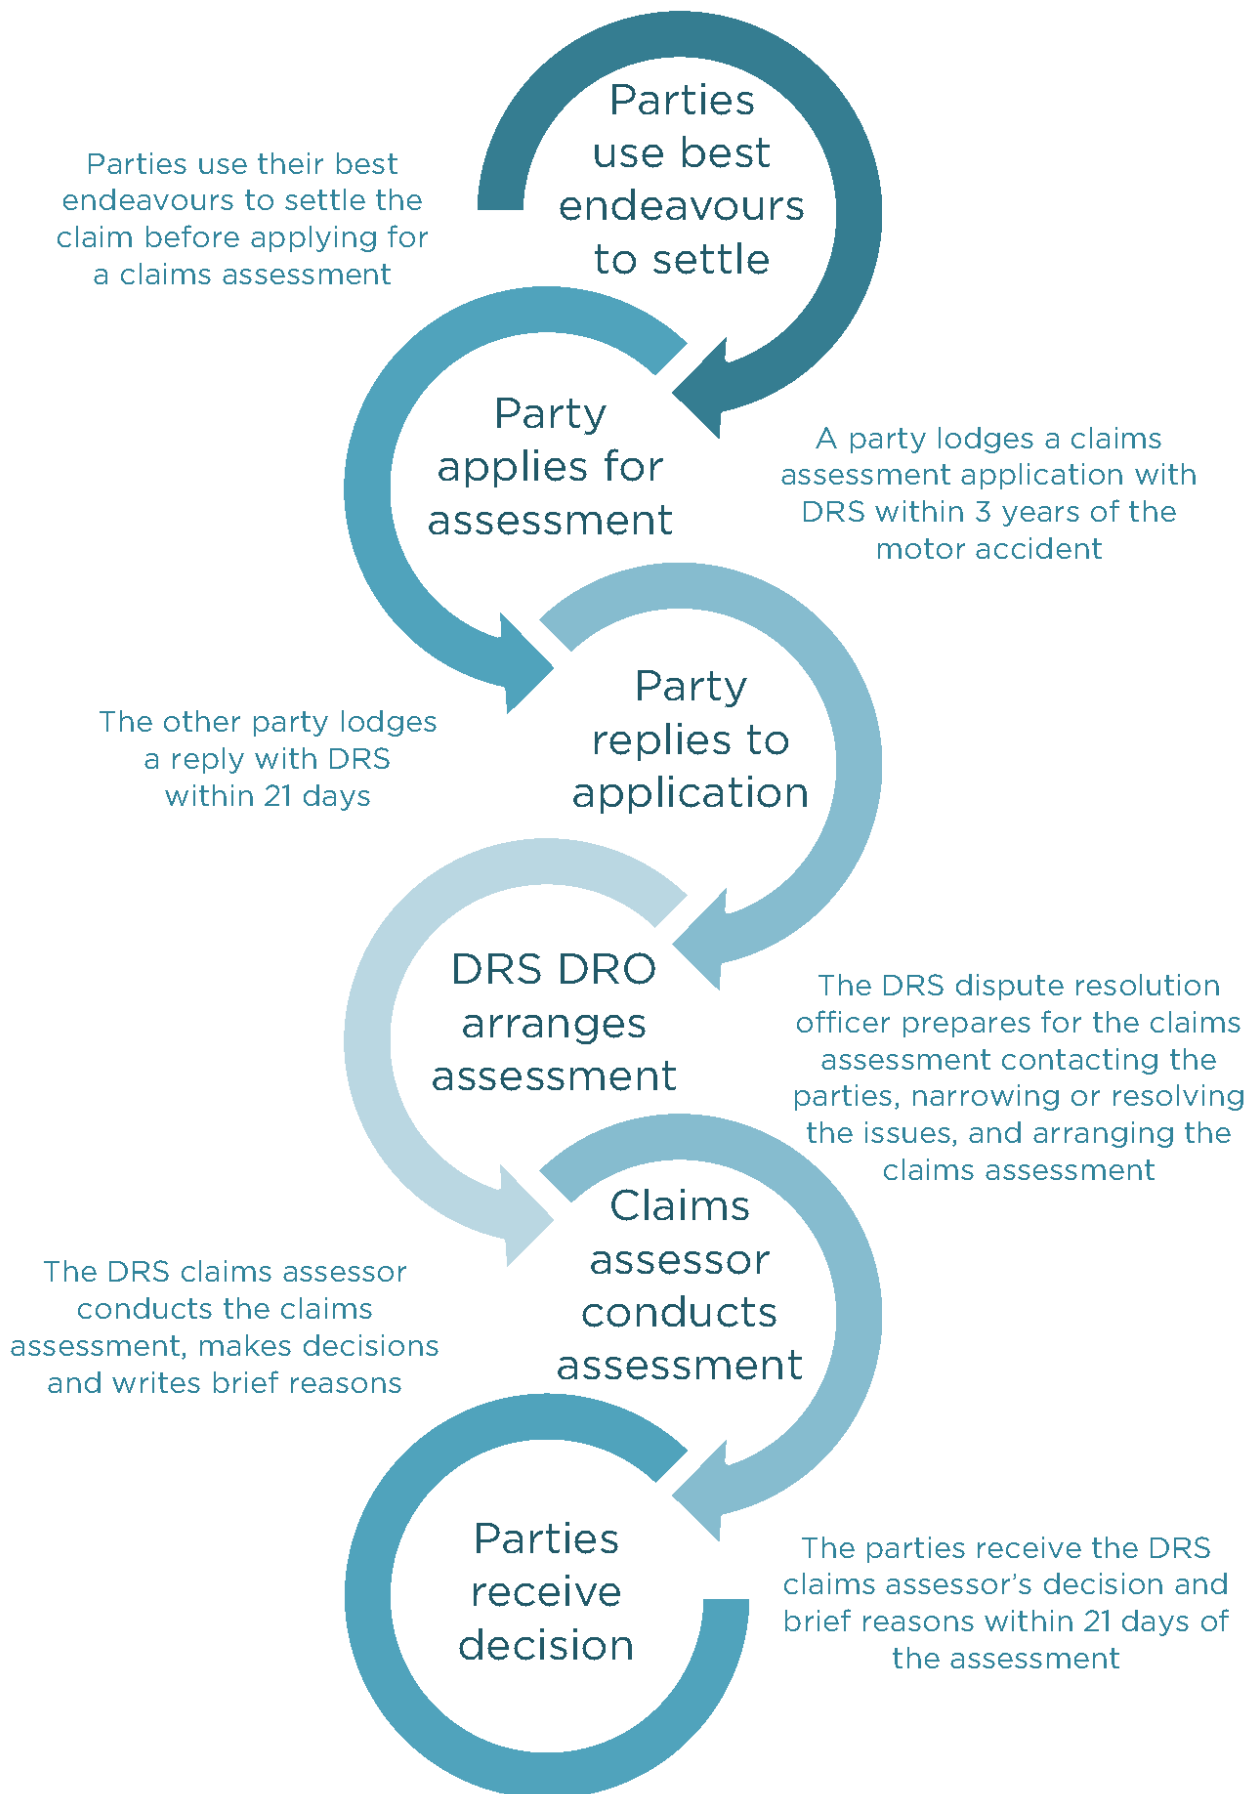 Parties
use best
endeavours
to settle
Parties use their best
endeavours to settle the
claim before applying for
a claims assessment
Party
applies for
assessment
A party lodges a claims
assessment application with
DRS within 3 years of the
motor accident
Party
replies to
application
The other party lodges
a reply with DRS
within 21 days
DRS DRO
arranges
assessment
The DRS dispute resolution
officer prepares for the claims
assessment contacting the
parties, narrowing or resolving
the issues, and arranging the
claims assessment
Claims
assessor
conducts
assessment
The DRS claims assessor
conducts the claims
assessment, makes decisions
and writes brief reasons
Parties
receive
decision
The parties receive the DRS
claims assessor’s decision and
brief reasons within 21 days of
the assessment